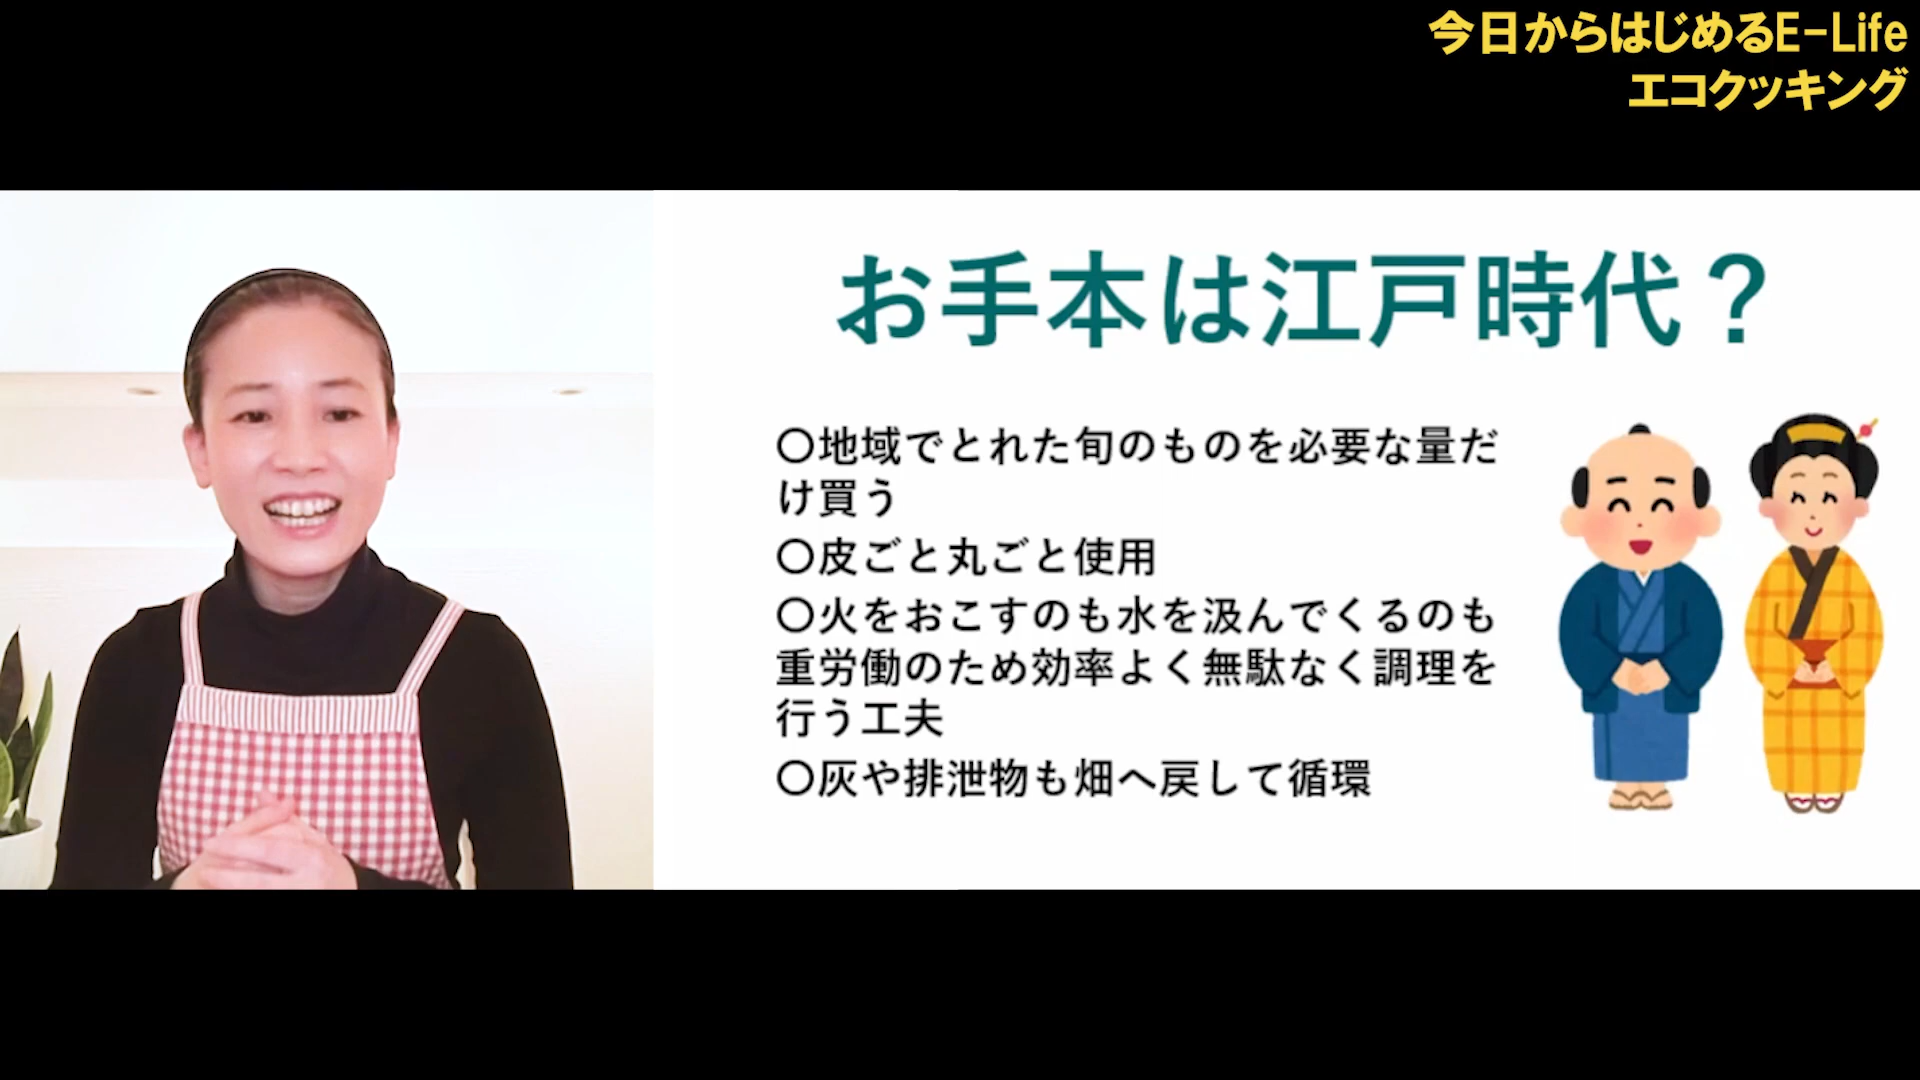 今日からはじめるE-Life
エコクッキング
お手本は江戸時代？
〇地域でとれた旬のものを必要な量だ
け買う
〇皮ごと丸ごと使用
〇火をおこすのも水を汲んでくるのも
重労働のため効率よく無駄なく調理を
行う工夫
〇灰や排泄物も畑へ戻して循環